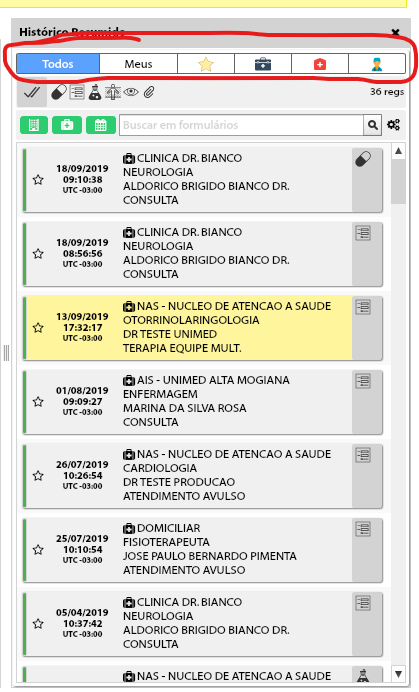 Histórico Resumido
Todos
Meus
36 regs
Buscar em formulários
18/09/2019
09:10:38
UTC -03:00
CLINICA DR. BIANCO
NEUROLOGIA
ALDORICO BRIGIDO BIANCO DR.
CONSULTA
18/09/2019
08:56:56
UTC -03:00
CLINICA DR. BIANCO
NEUROLOGIA
ALDORICO BRIGIDO BIANCO DR.
CONSULTA
13/09/2019
17:32:17
UTC -03:00
NAS - NUCLEO DE ATENCAO A SAUDE
OTORRINOLARINGOLOGIA
DR TESTE UNIMED
TERAPIA EQUIPE MULT.
01/08/2019
09:09:27
UTC -03:00
AIS - UNIMED ALTA MOGIANA
ENFERMAGEM
MARINA DA SILVA ROSA
CONSULTA
26/07/2019
10:26:54
UTC -03:00
NAS - NUCLEO DE ATENCAO A SAUDE
CARDIOLOGIA
DR TESTE PRODUCAO
ATENDIMENTO AVULSO
25/07/2019
10:10:54
UTC -03:00
DOMICILIAR
FISIOTERAPEUTA
JOSE PAULO BERNARDO PIMENTA
ATENDIMENTO AVULSO
05/04/2019
10:37:42
UTC -03:00
CLINICA DR. BIANCO
NEUROLOGIA
ALDORICO BRIGIDO BIANCO DR.
CONSULTA
NAS - NUCLEO DE ATENCAO A SAUDE